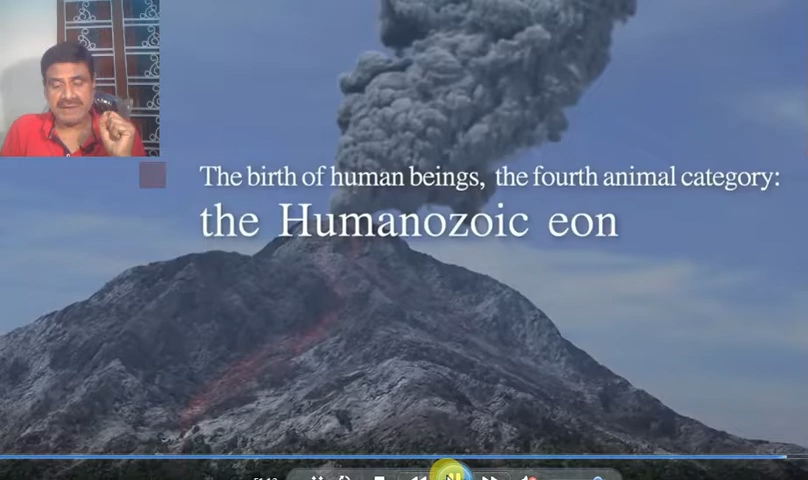 The birth of human beings, the fourth animal category:
the Humanozoic eon